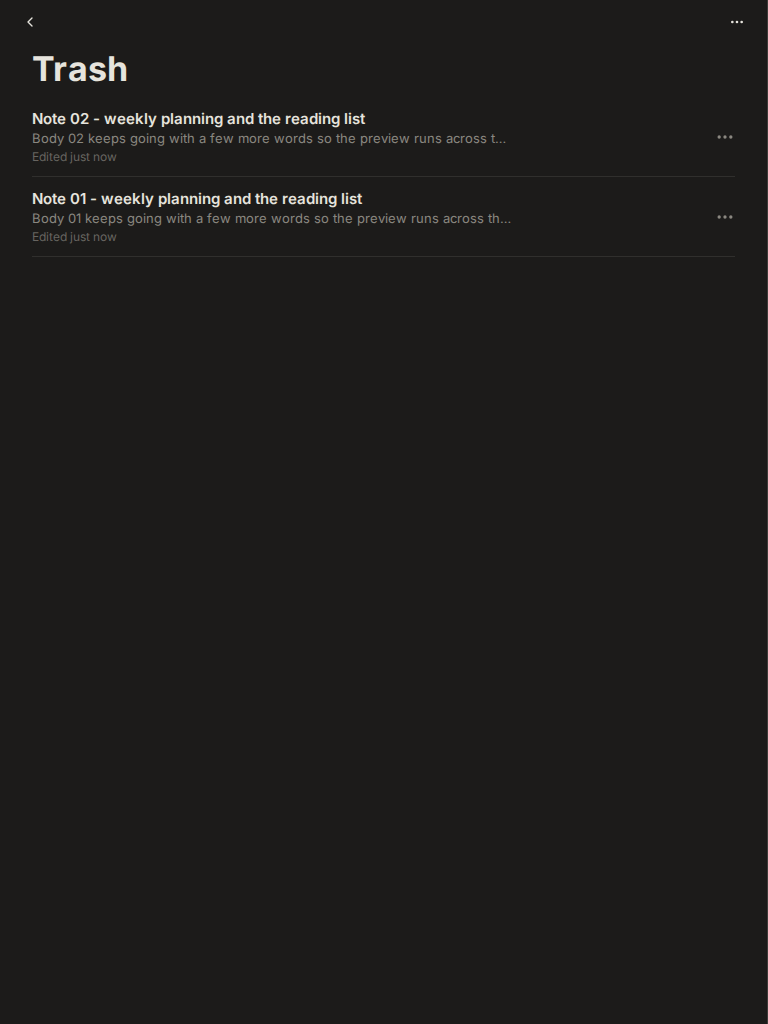 Trash
Note 02 - weekly planning and the reading list
Body 02 keeps going with a few more words so the preview runs across t...
Edited just now
Note 01 - weekly planning and the reading list
Body 01 keeps going with a few more words so the preview runs across th...
Edited just now